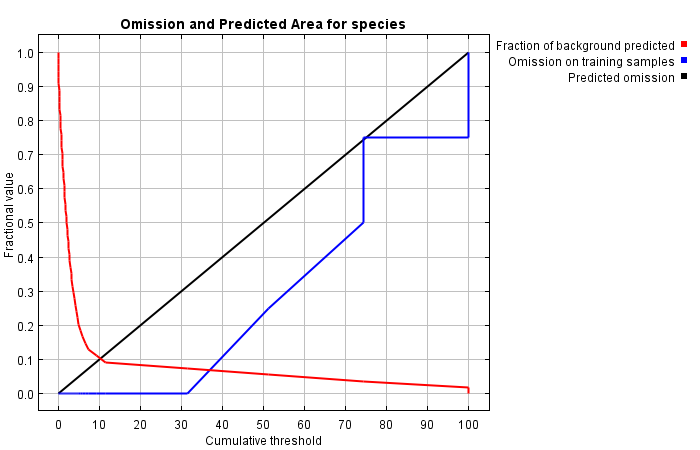 Omission and Predicted Area for species
Fraction of background predicted
Omission on training samples
Predicted omission
Fractional value
1.0
0.9
0.8
0.7
0.6
0.5
0.4
0.3
0.2
0.1
0.0
0 10 20 30 40 50 60 70 80 90 100
Cumulative threshold